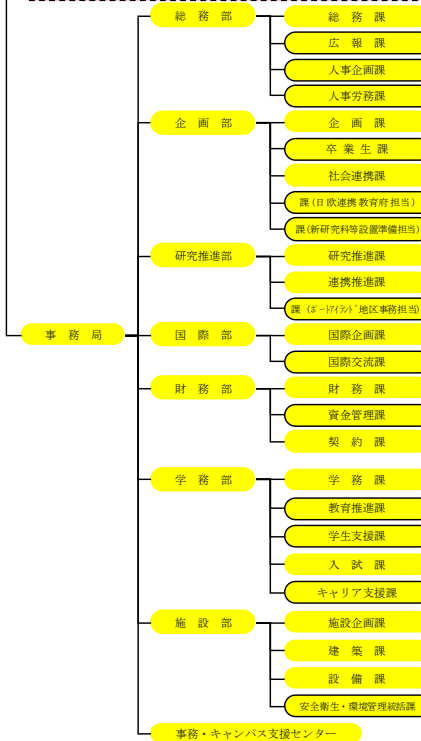 総務部
総務課
広報課
人事企画課
人事労務課
企画部
企画課
卒業生課
社会連携課
課(日欧連携教育府担当)
課(新研究科等設置準備担当)
研究推進部
研究推進課
連携推進課
課(ポートアイランド地区事務担当)
事務局
国際部
国際企画課
国際交流課
財務部
財務課
資金管理課
契約課
学務部
学務課
教育推進課
学生支援課
入試課
キャリア支援課
施設部
施設企画課
建築課
設備課
安全衛生・環境管理統括課
事務・キャンパス支援センター